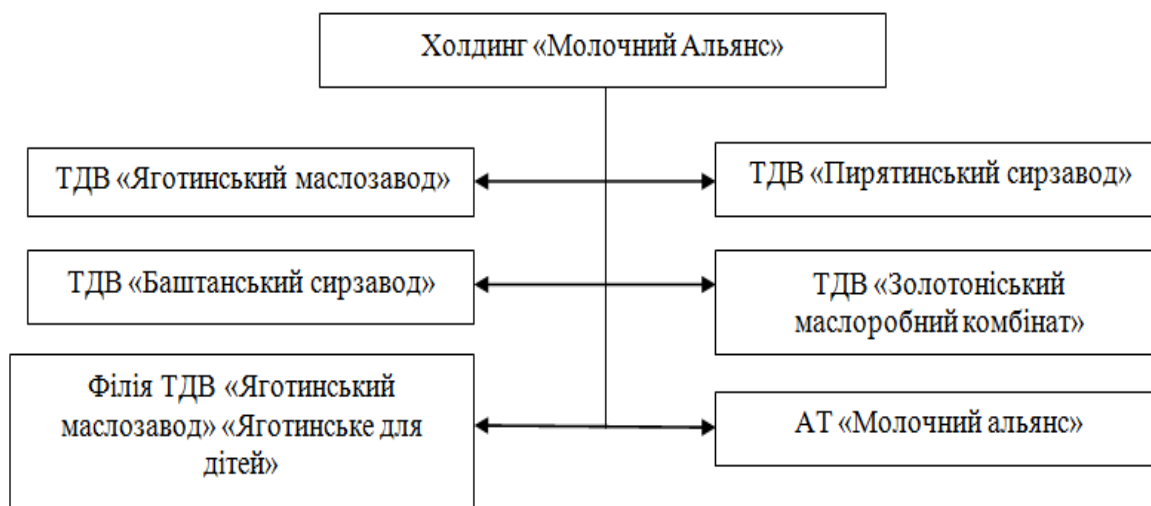 Холдинг «Молочний Альянс»
ТДВ «Яготинський маслозавод»
ТДВ «Пирятинський сирзавод»
ТДВ «Баштанський сирзавод»
ТДВ «Золотоніський
маслоробний комбінат»
Філія ТДВ «Яготинський
маслозавод» «Яготинське для
дітей»
АТ «Молочний альянс»